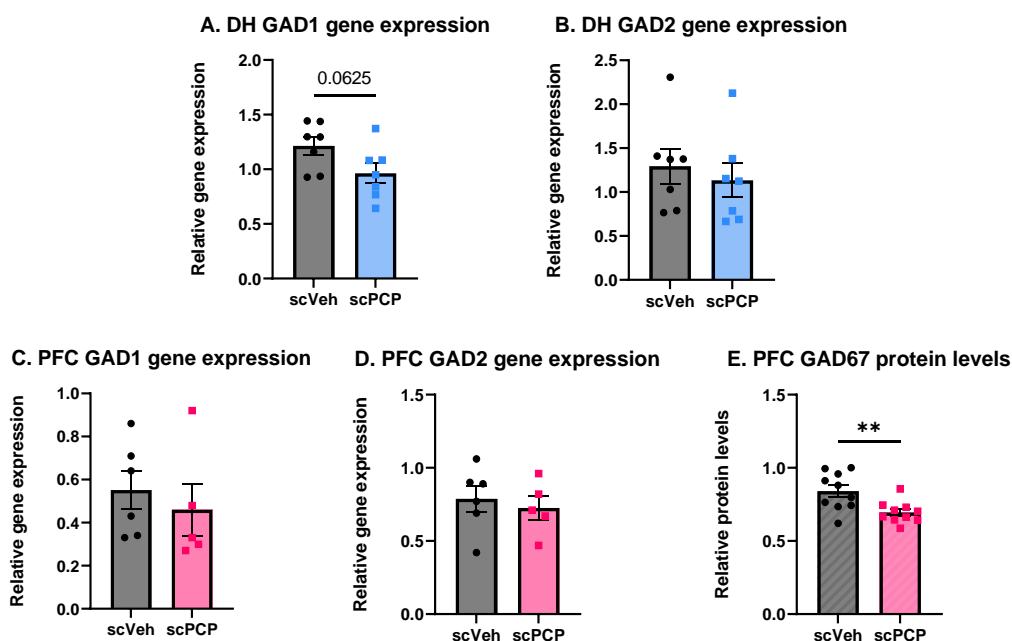 A. DH GAD1 gene expression
B. DH GAD2 gene expression
Relative gene expression
2.0
1.5
1.0
0.5
0.0
0.0625
scVeh scPCP
Relative gene expression
2.5
2.0
1.5
1.0
0.5
0.0
scVeh scPCP
C. PFC GAD1 gene expression
D. PFC GAD2 gene expression
E. PFC GAD67 protein levels
Relative gene expression
1.0
0.8
0.6
0.4
0.2
0.0
scVeh scPCP
Relative gene expression
1.5
1.0
0.5
0.0
scVeh scPCP
Relative protein levels
1.5
1.0
0.5
0.0
**
scVeh scPCP